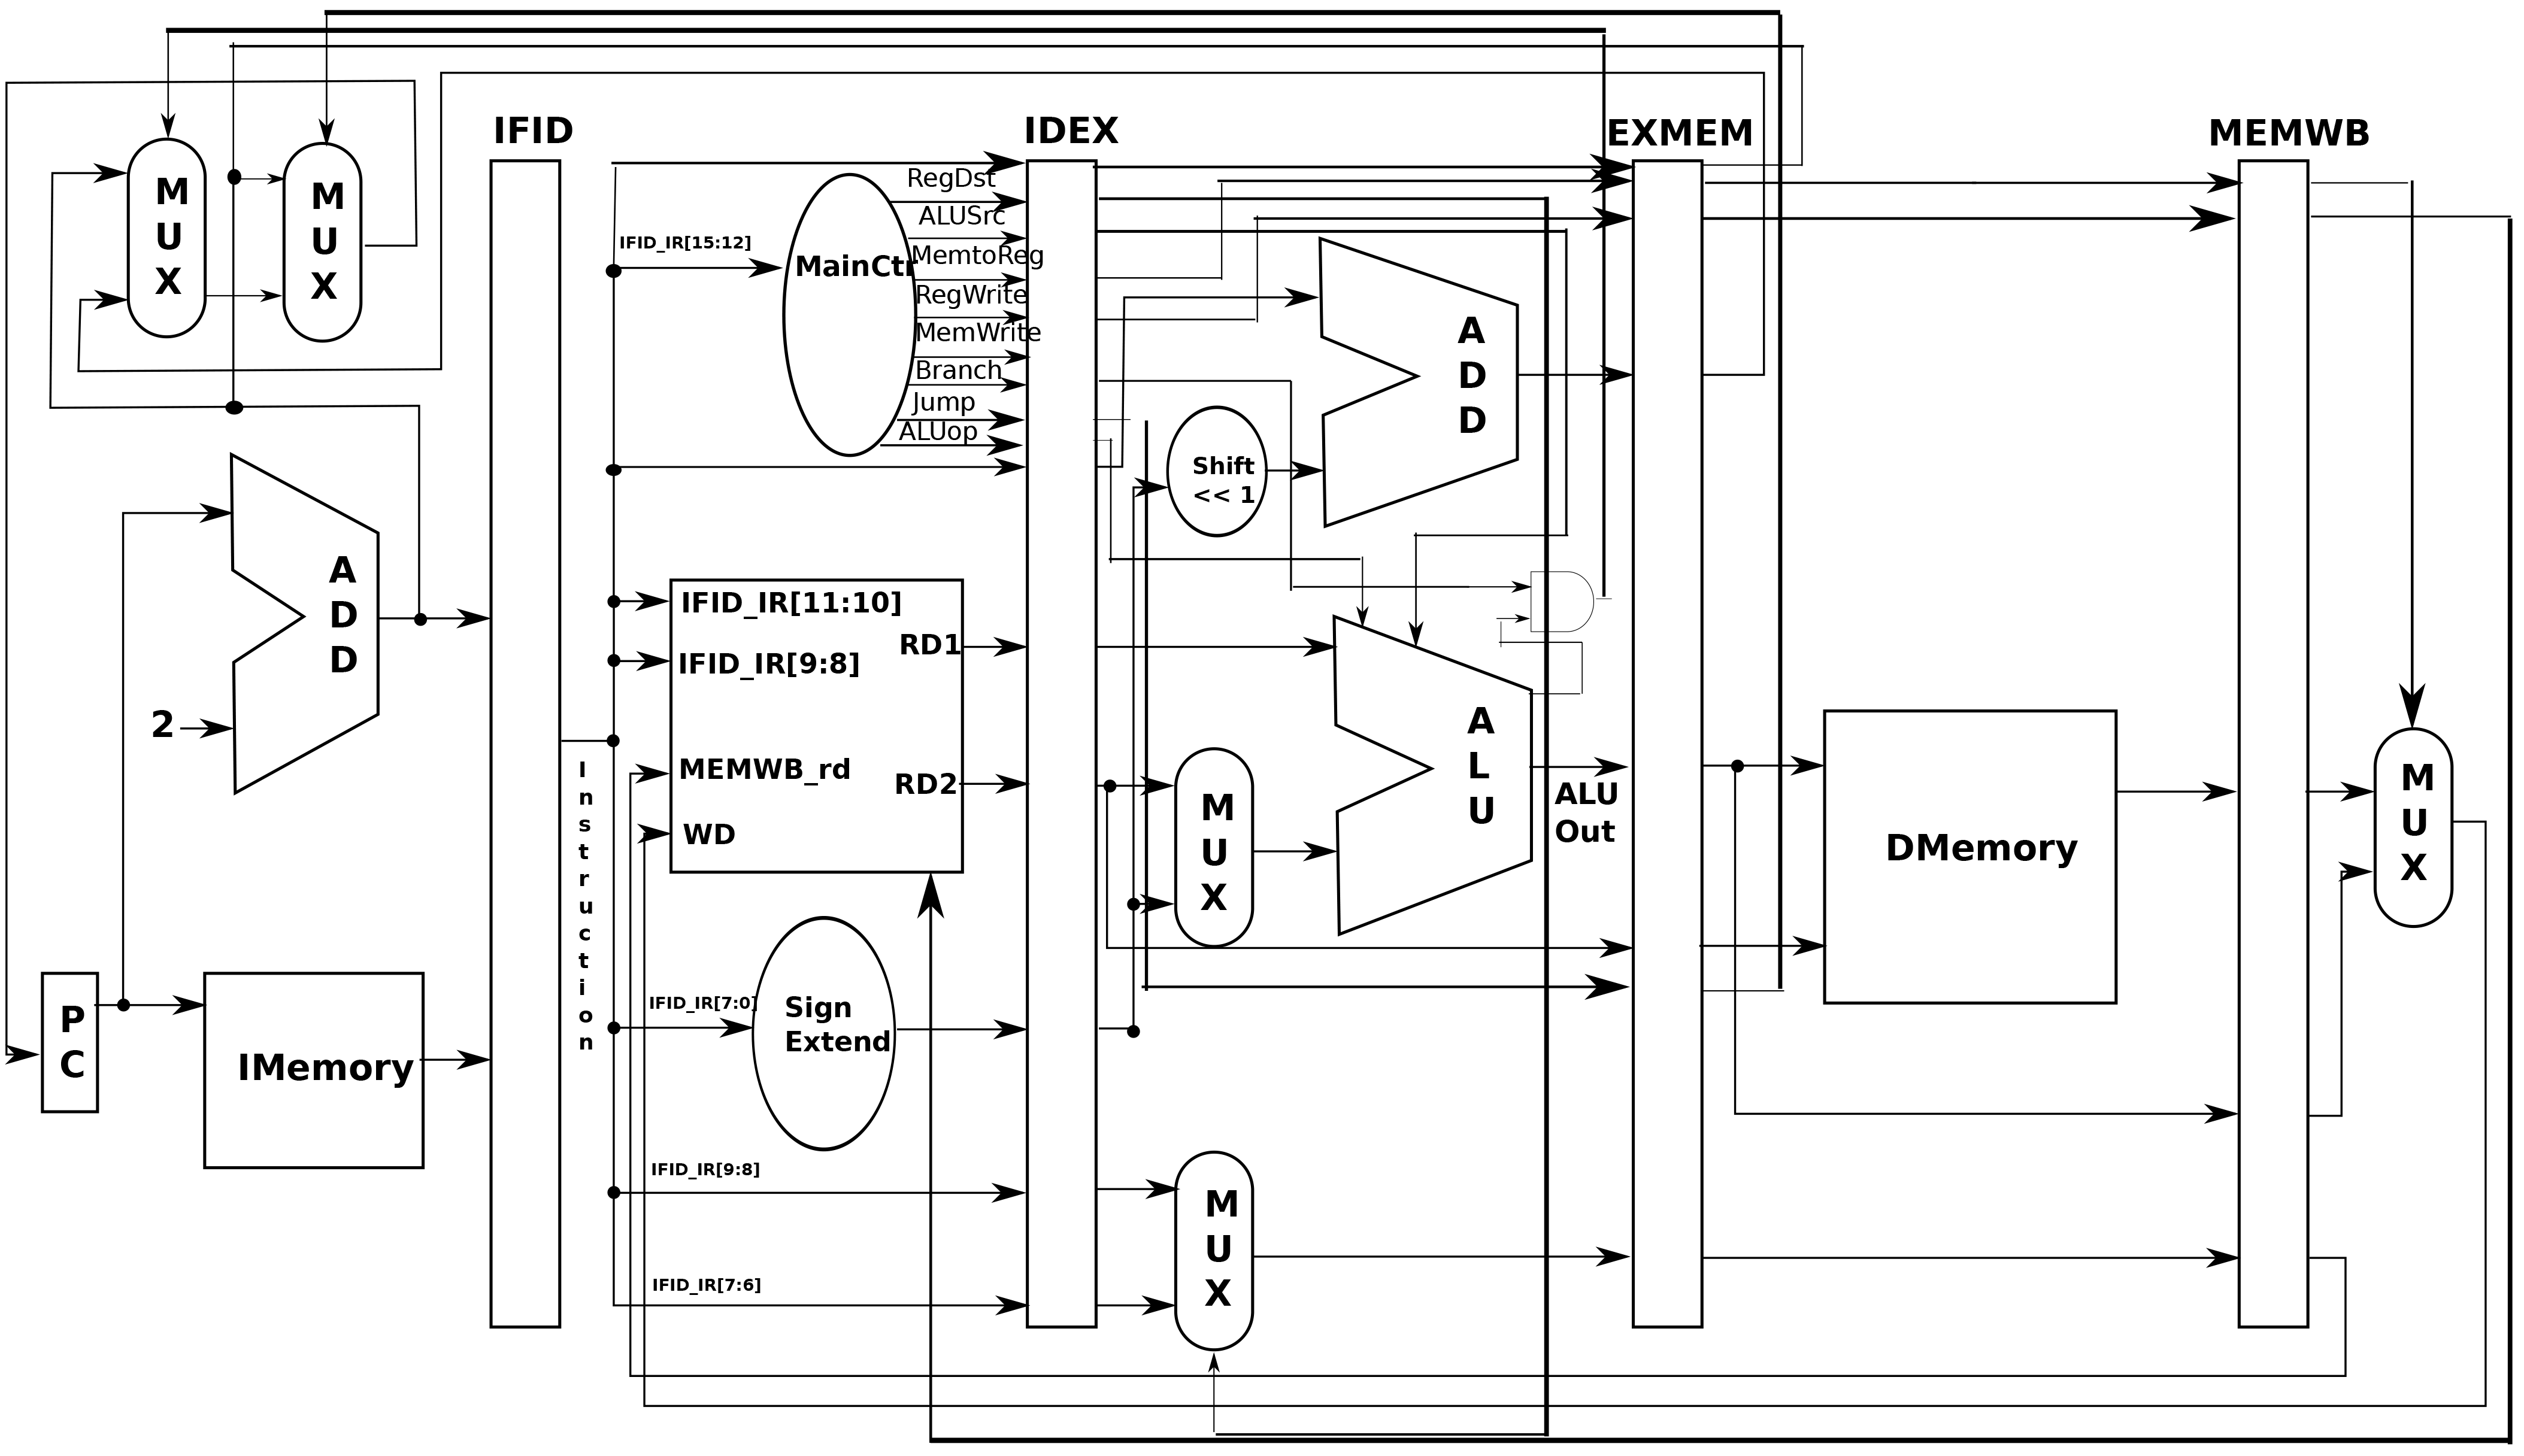 IFID
IDEX
EXMEM
MEMWB
M
U
X
M
U
X
RegDst
ALUSrc
IFID_IR[15:12]
MainCtr
MemtoReg
RegWrite
MemWrite
Branch
Jump
ALUop
A
D
D
Shift
<< 1
A
D
D
2
IFID_IR[11:10]
RD1
IFID_IR[9:8]
MEMWB_rd
RD2
WD
I
n
s
t
r
u
c
t
i
o
n
M
U
X
A
L
U
ALU
Out
DMemory
M
U
X
P
C
IMemory
IFID_IR[7:0]
Sign
Extend
IFID_IR[9:8]
IFID_IR[7:6]
M
U
X